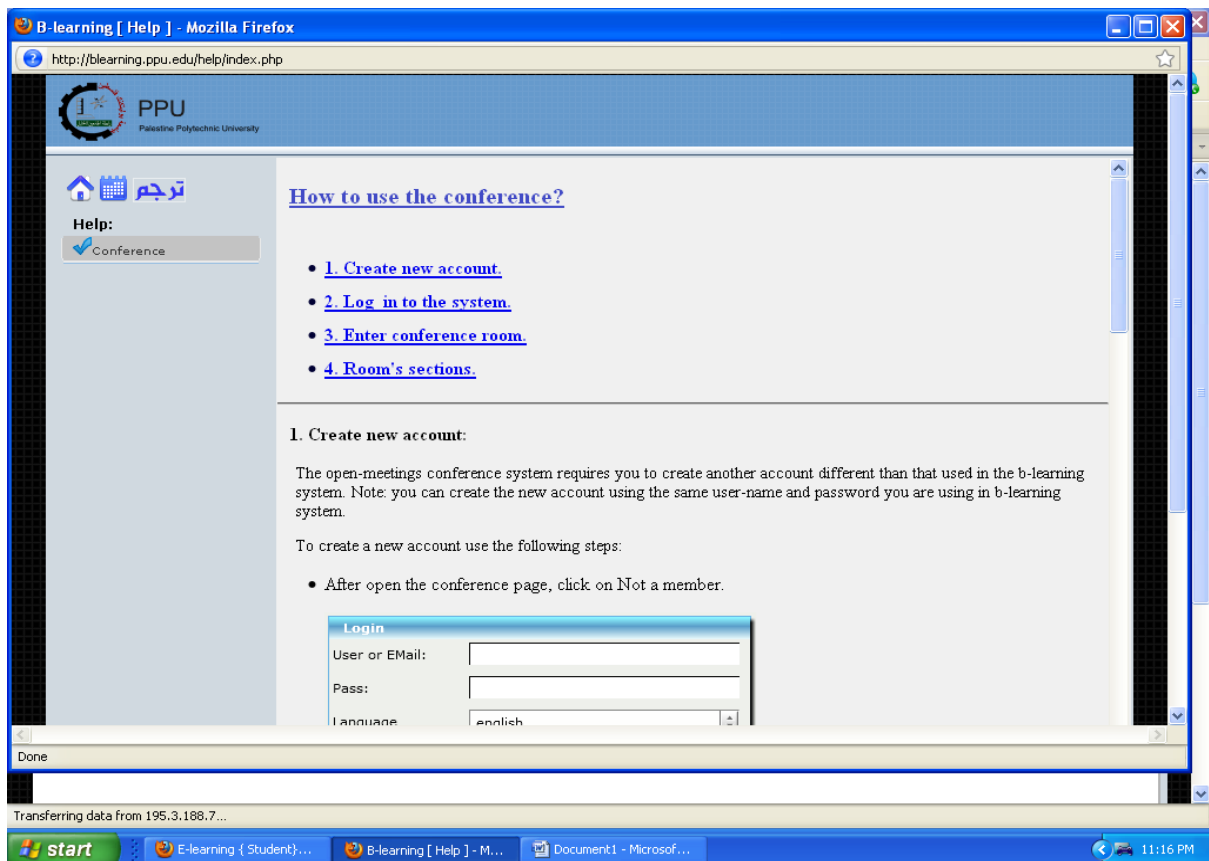 B-learning [ Help ] - Mozilla Firefox
http://blearning.ppu.edu/help/index.php
PPU
Palestine Polytechnic University
ترجم
Help:
Conference
How to use the conference?
1. Create new account.
2. Log in to the system.
3. Enter conference room.
4. Room's sections.
1. Create new account:
The open-meetings conference system requires you to create another account different than that used in the b-learning
system. Note: you can create the new account using the same user-name and password you are using in b-learning
system.
To create a new account use the following steps:
After open the conference page, click on Not a member.
Login
User or EMail:
Pass:
Language english
Done
Transferring data from 195.3.188.7...
start E-learning { Student}... B-learning [ Help ] - M... Document1 - Microsof... 11:16 PM